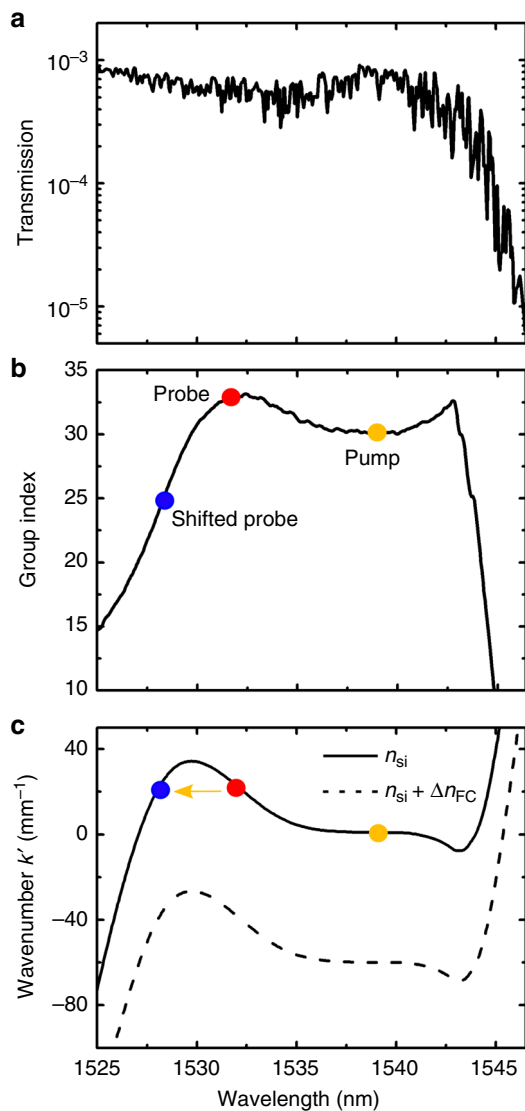 a
10⁻³
10⁻⁴
10⁻⁵
Transmission
b
35
30
25
20
15
10
Group index
Probe
Pump
Shifted probe
c
40
0
−40
−80
Wavenumber k′ (mm⁻¹)
n_si
n_si + Δn_FC
1525 1530 1535 1540 1545
Wavelength (nm)